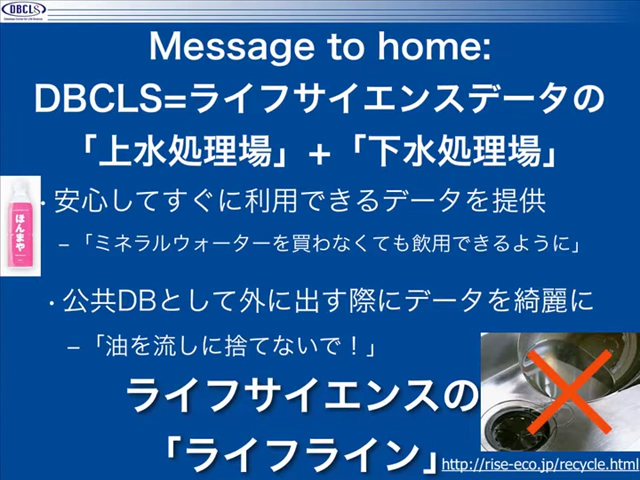 DBCLS
Message to home:
DBCLS=ライフサイエンスデータの
「上水処理場」+「下水処理場」
ほんまや
・安心してすぐに利用できるデータを提供
–「ミネラルウォーターを買わなくても飲用できるように」
・公共DBとして外に出す際にデータを綺麗に
–「油を流しに捨てないで！」
ライフサイエンスの
「ライフライン」
http://rise-eco.jp/recycle.html